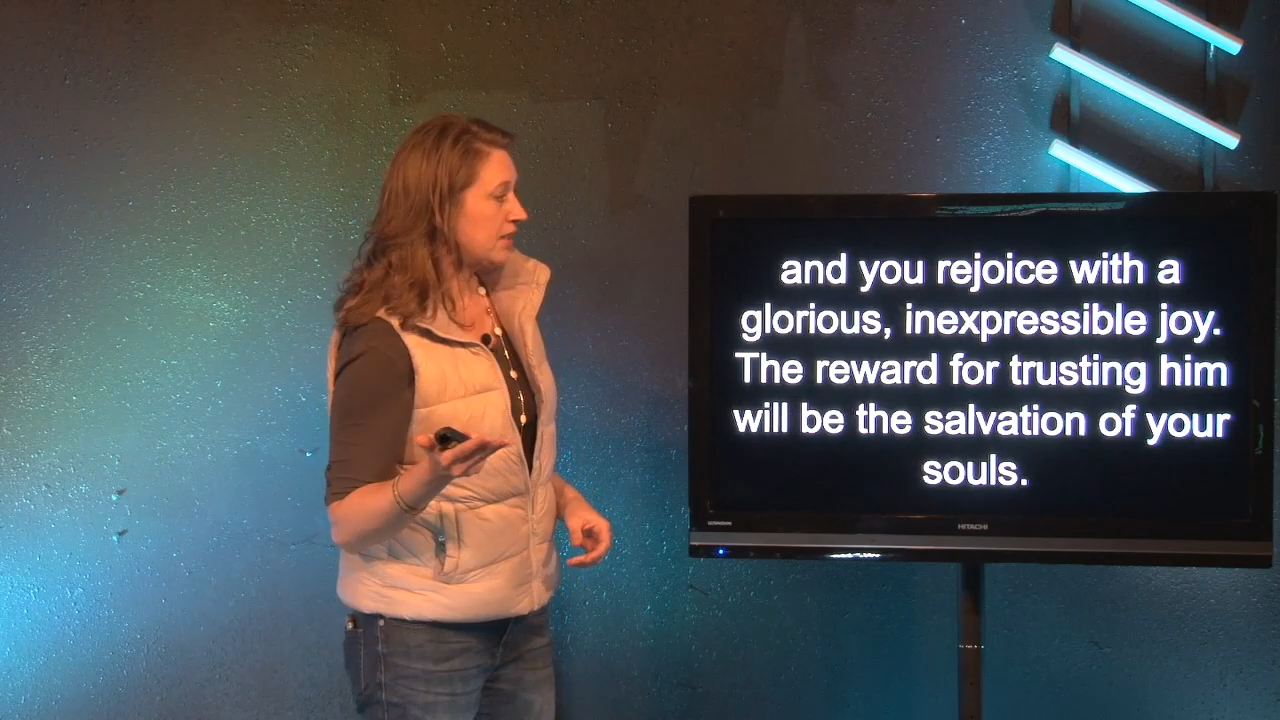 and you rejoice with a
glorious, inexpressible joy.
The reward for trusting him
will be the salvation of your
souls.
HITACHI